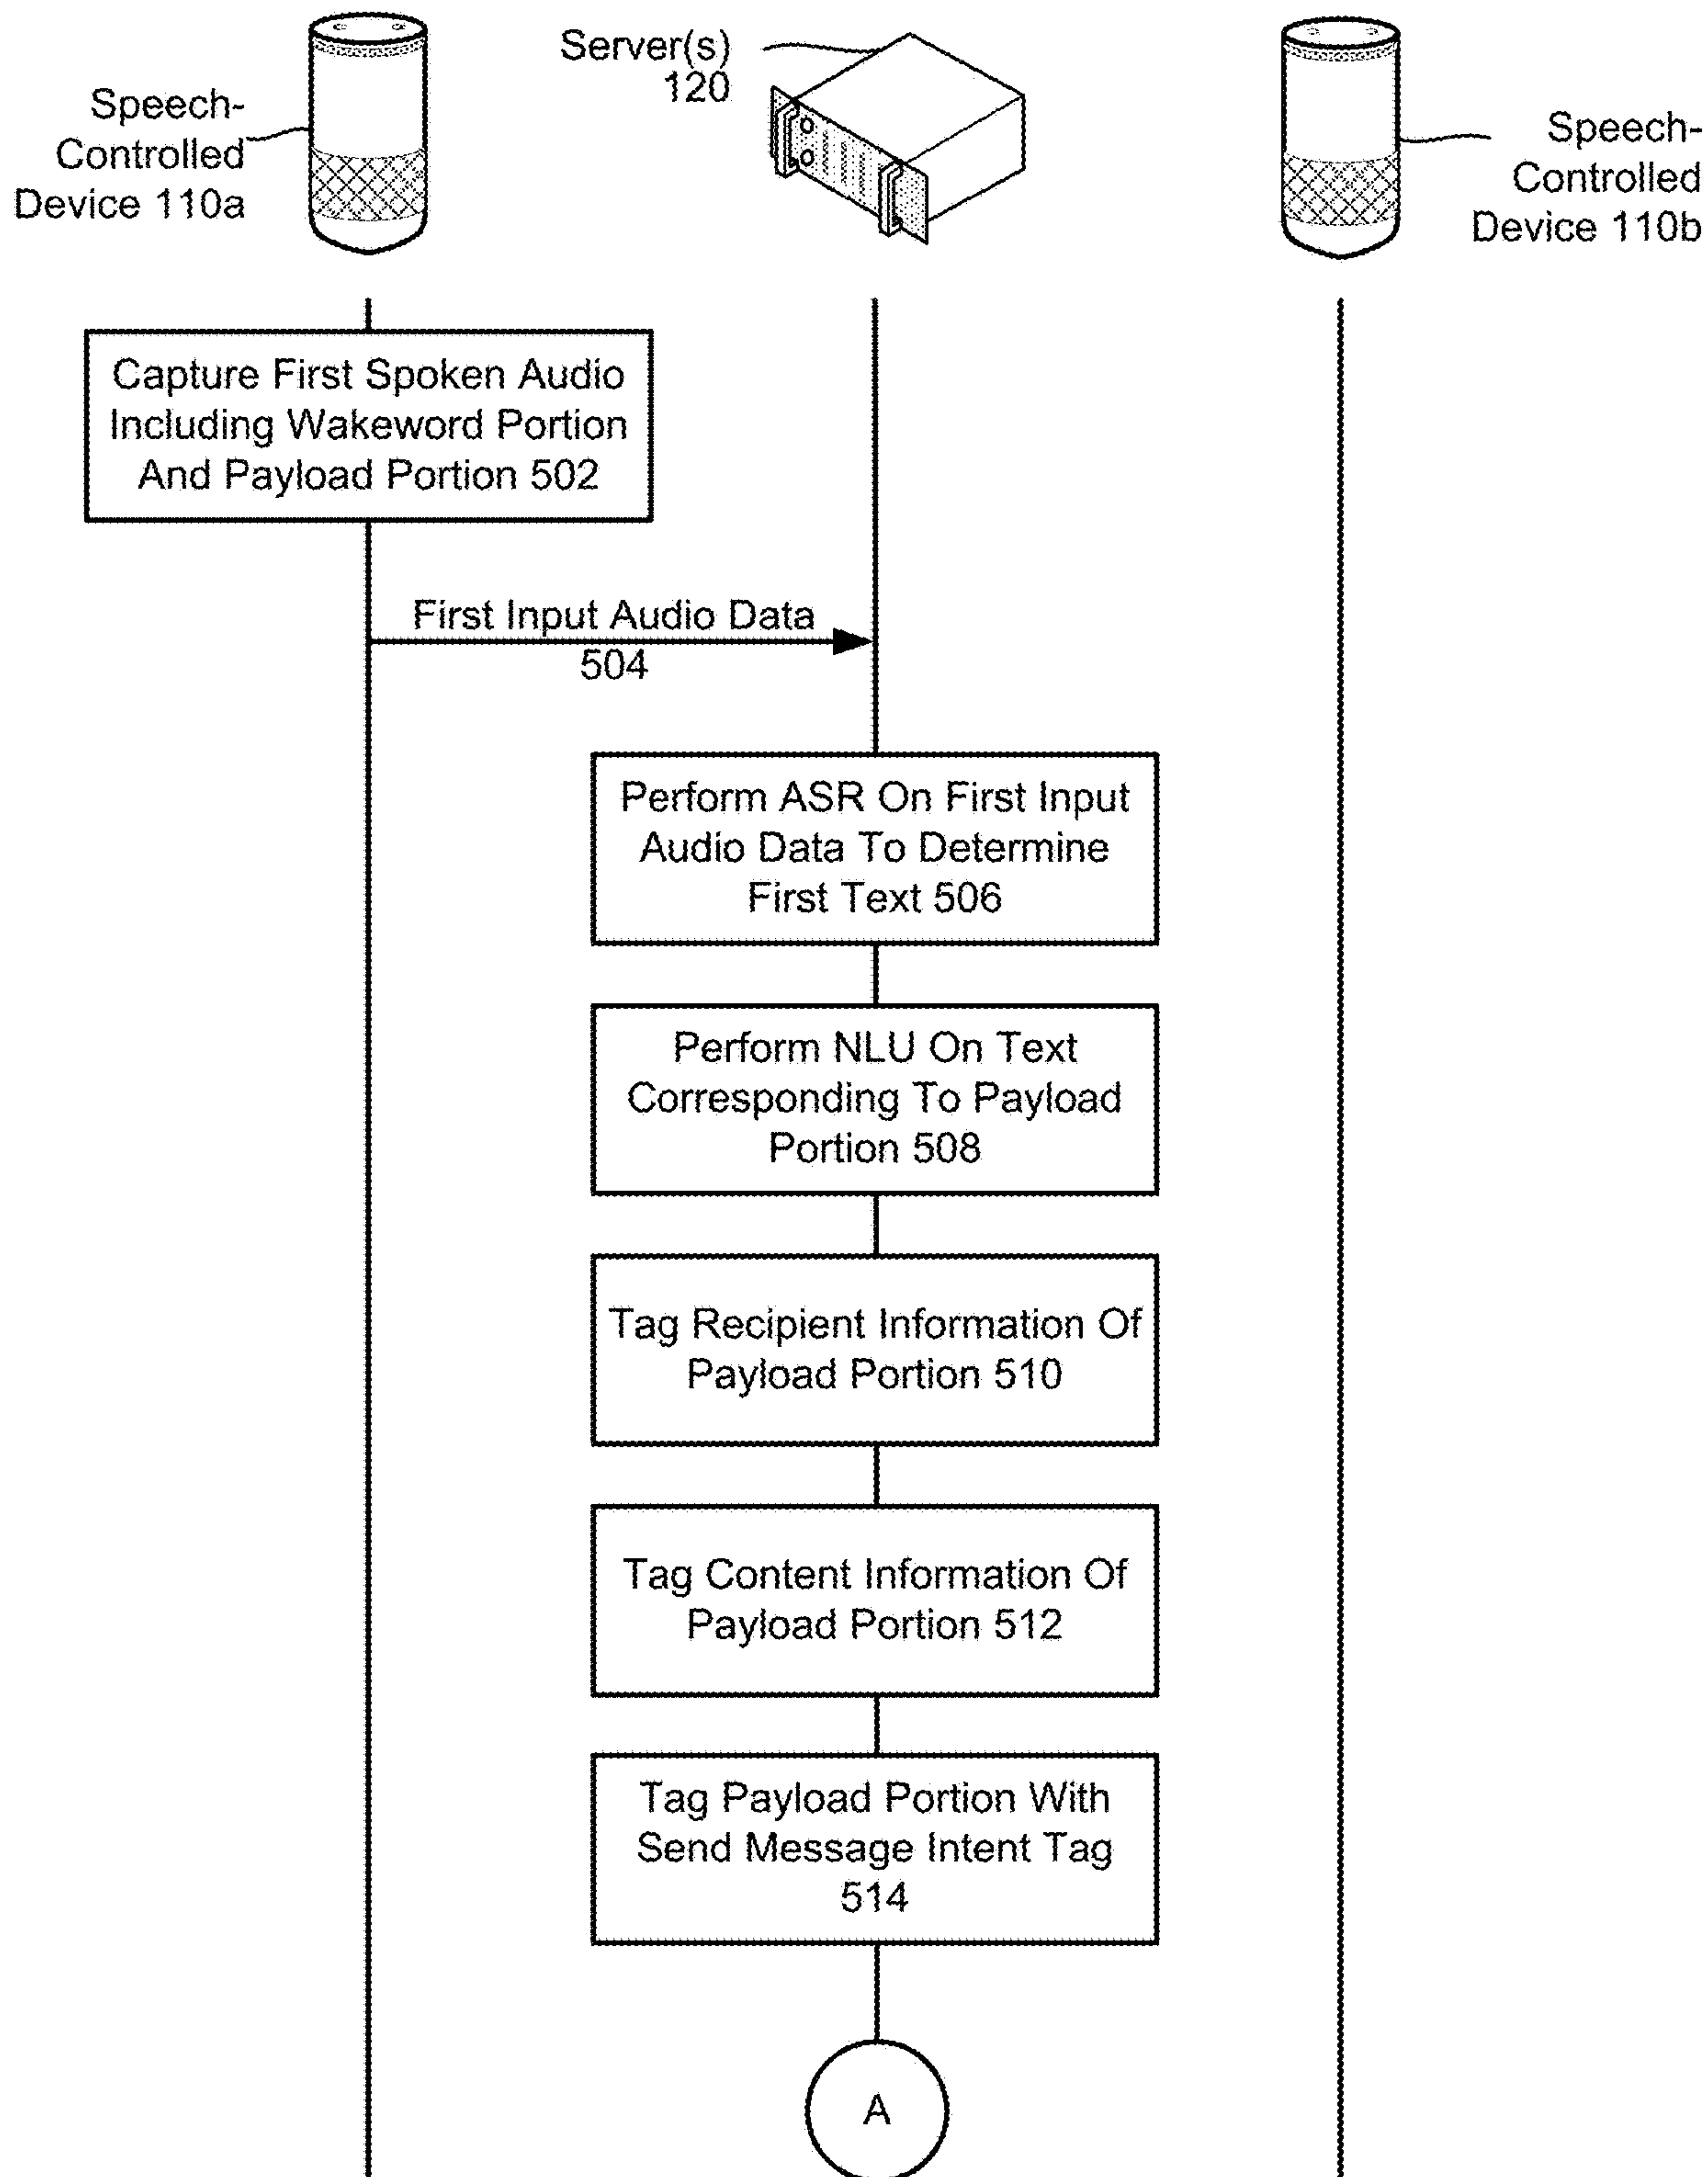 Speech-
Controlled
Device 110a
Server(s)
120
Speech-
Controlled
Device 110b
Capture First Spoken Audio
Including Wakeword Portion
And Payload Portion 502
First Input Audio Data
504
Perform ASR On First Input
Audio Data To Determine
First Text 506
Perform NLU On Text
Corresponding To Payload
Portion 508
Tag Recipient Information Of
Payload Portion 510
Tag Content Information Of
Payload Portion 512
Tag Payload Portion With
Send Message Intent Tag
514
A